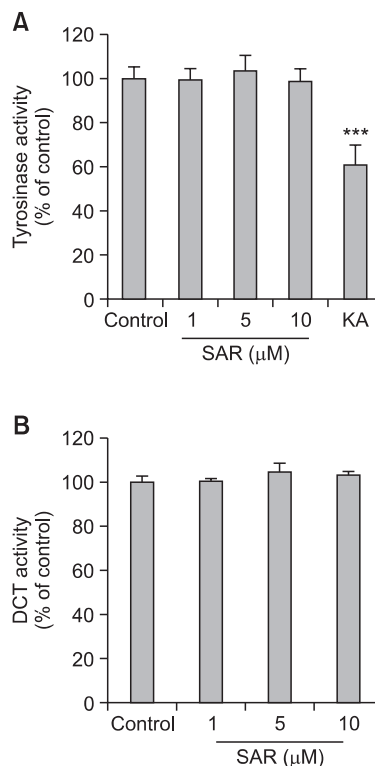 A
Tyrosinase activity
(% of control)
120
100
80
60
40
20
0
***
Control 1 5 10 KA
SAR (μM)
B
DCT activity
(% of control)
120
100
80
60
40
20
0
Control 1 5 10
SAR (μM)